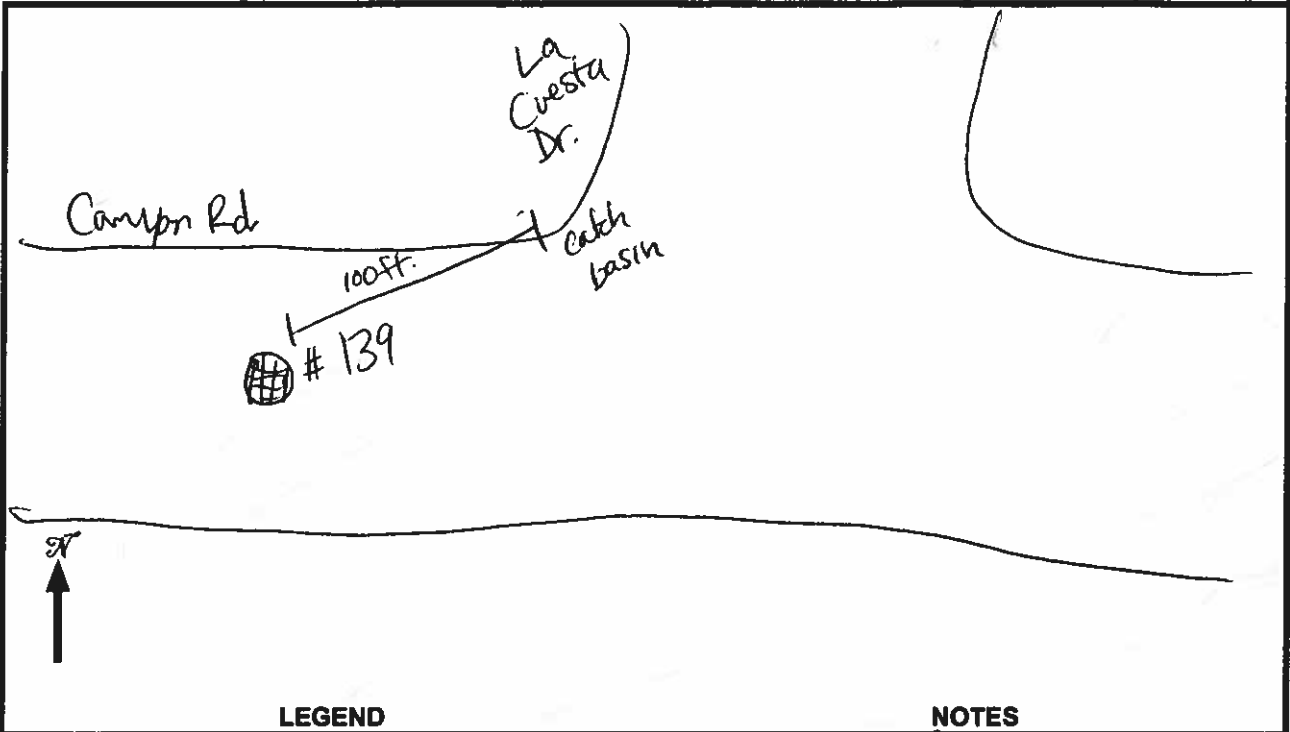 La
Cuesta
Dr.
Canyon Rd
catch
basin
100ft.
# 139
N
LEGEND
NOTES